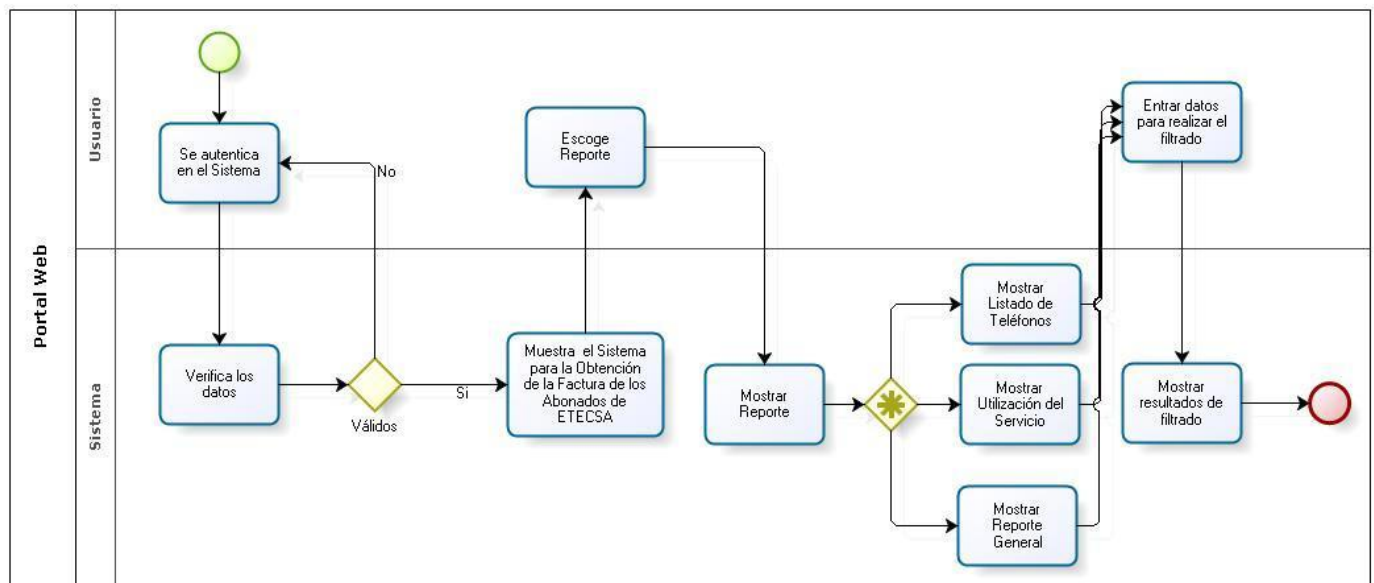 Portal Web
Usuario
Se autentica
en el Sistema
No
Escoge
Reporte
Entrar datos
para realizar el
filtrado
Sistema
Verifica los
datos
Válidos
Si
Muestra el Sistema
para la Obtención
de la Factura de los
Abonados de
ETECSA
Mostrar
Reporte
Mostrar
Listado de
Teléfonos
Mostrar
Utilización del
Servicio
Mostrar
Reporte
General
Mostrar
resultados de
filtrado